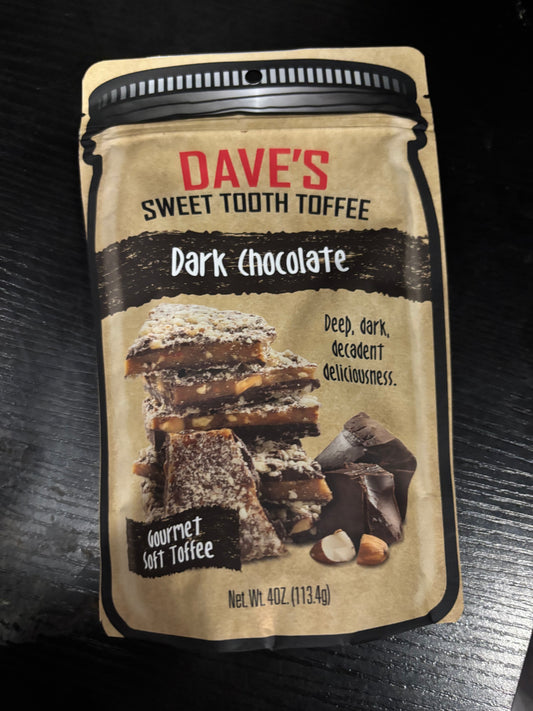 DAVE'S
SWEET TOOTH TOFFEE
Dark Chocolate
Deep, dark,
decadent
deliciousness.
Gourmet
Soft Toffee
Net. Wt. 4OZ. (113.4g)